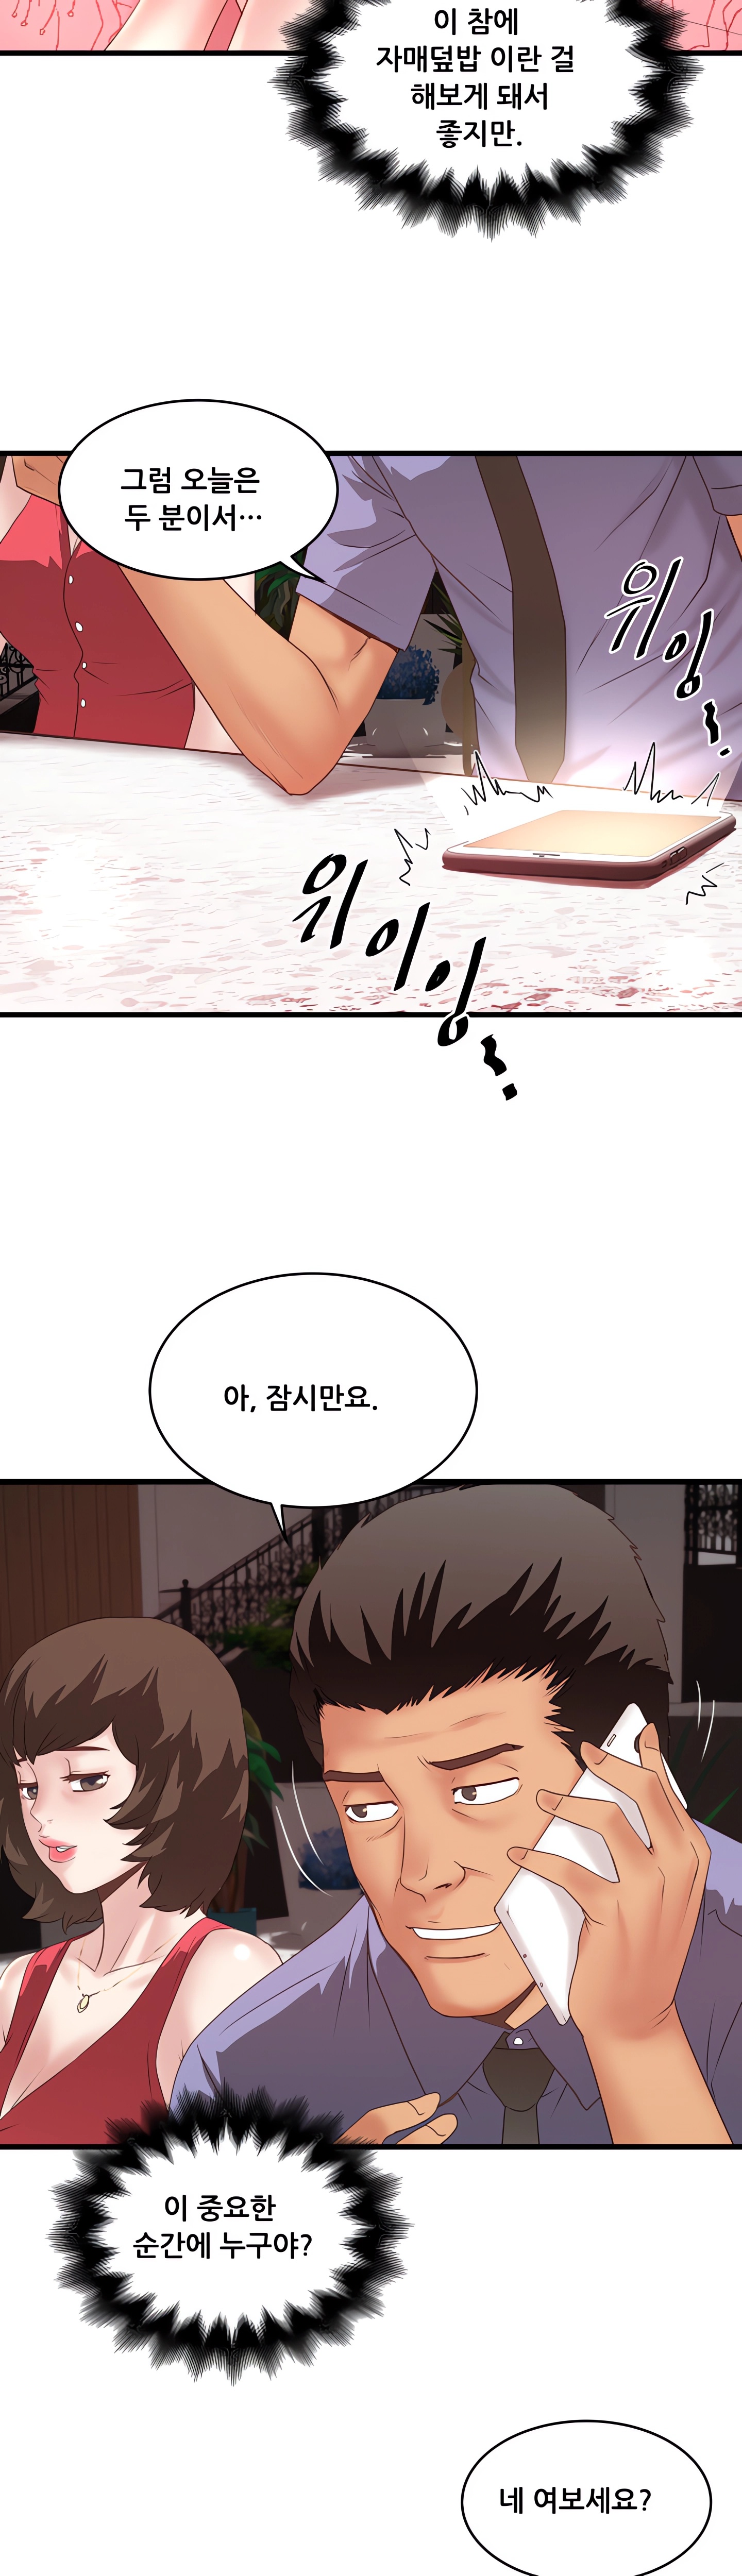 이 참에
자매덮밥 이란 걸
해보게 돼서
좋지만.
그럼 오늘은
두 분이서…
위이잉~
위이잉~
아, 잠시만요.
이 중요한
순간에 누구야?
네 여보세요?